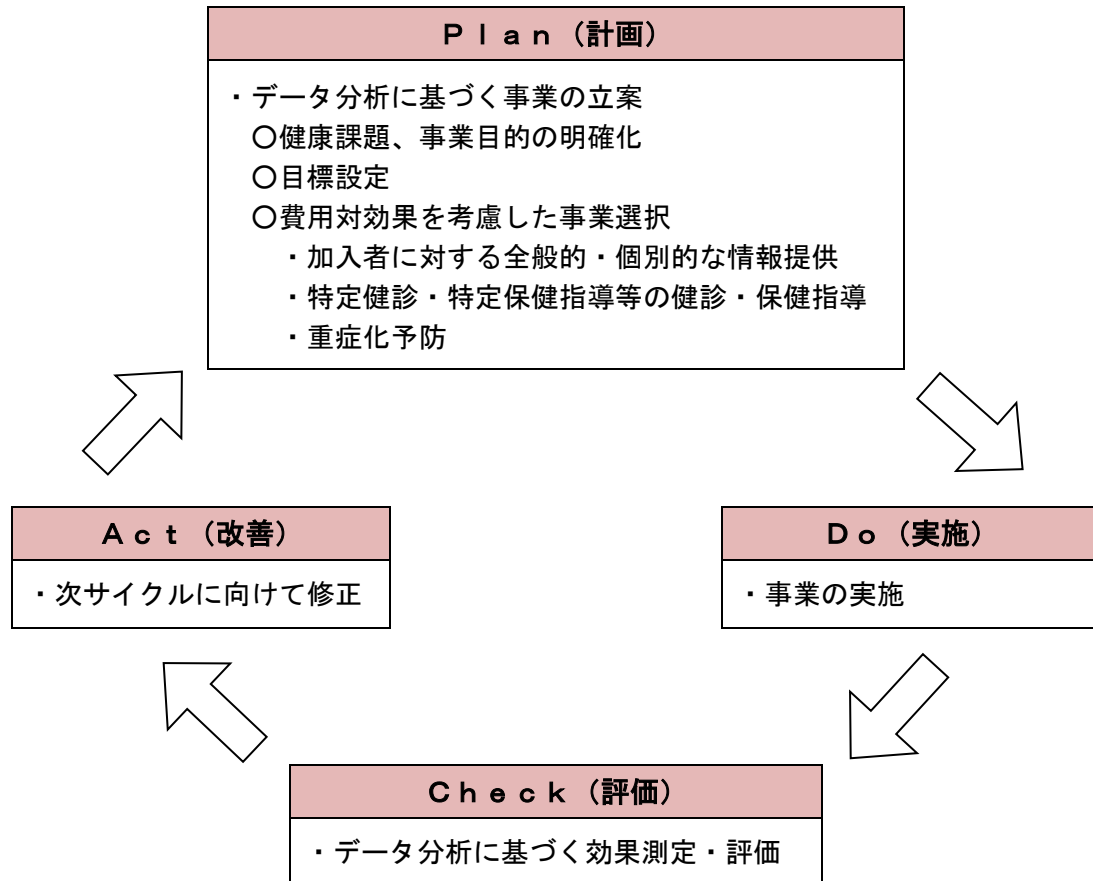 Ｐｌａｎ（計画）
・データ分析に基づく事業の立案
〇健康課題、事業目的の明確化
〇目標設定
〇費用対効果を考慮した事業選択
・加入者に対する全般的・個別的な情報提供
・特定健診・特定保健指導等の健診・保健指導
・重症化予防
Ａｃｔ（改善）
・次サイクルに向けて修正
Ｄｏ（実施）
・事業の実施
Ｃｈｅｃｋ（評価）
・データ分析に基づく効果測定・評価